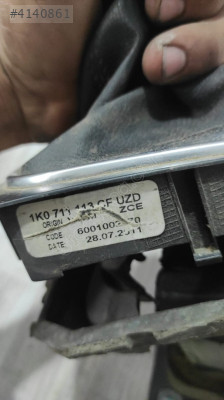 #4140861
1K0 711 113 CF UZD
ORIGIN ZCE
CODE:
DATE: 28.07.2011